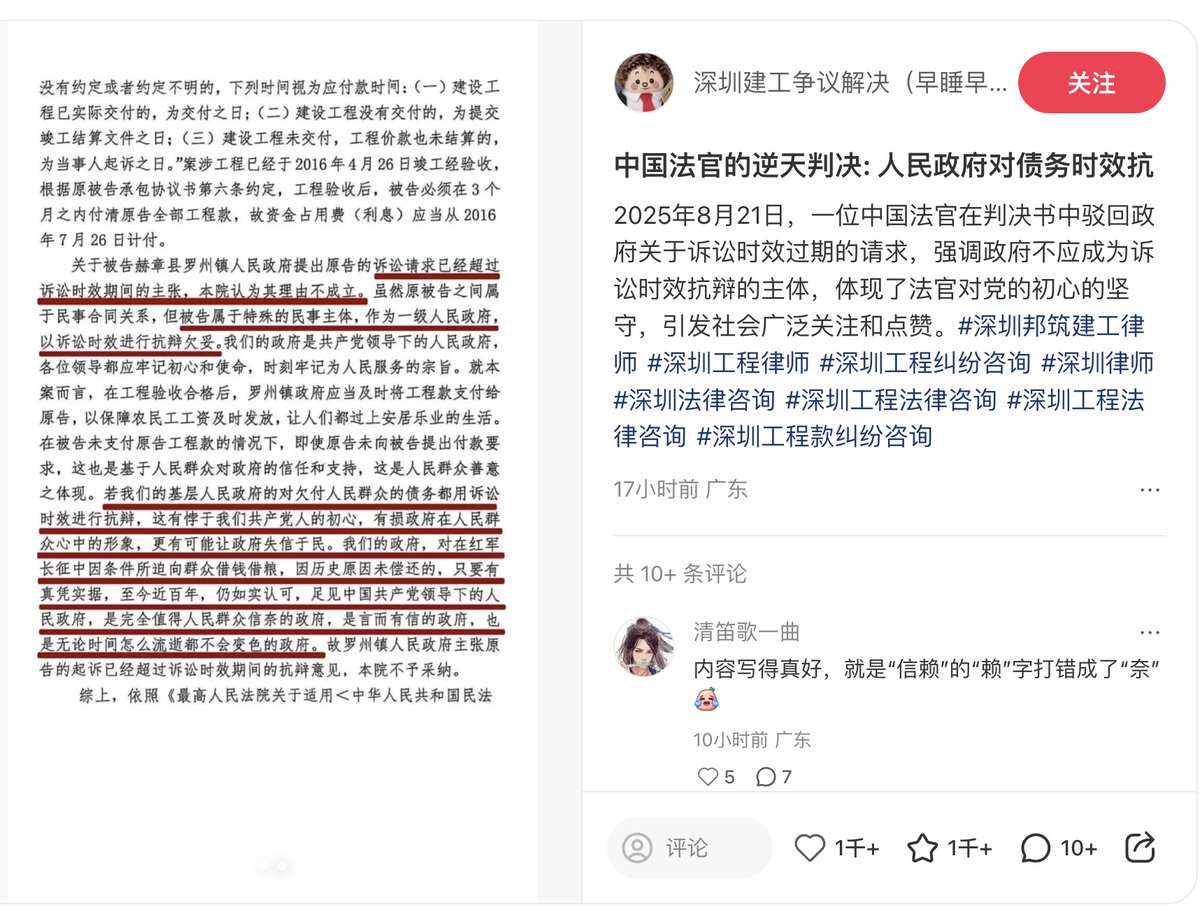 没有约定或者约定不明的，下列时间视为应付款时间：（一）建设工
程已实际交付的，为交付之日；（二）建设工程没有交付的，为提交
竣工结算文件之日；（三）建设工程未交付，工程价款也未结算的，
为当事人起诉之日。”案涉工程已经于2016年4月26日竣工经验收，
根据原被告承包协议书第六条约定，工程验收后，被告必须在3个
月之内付清原告全部工程款，故资金占用费（利息）应当从2016
年7月26日计付。
关于被告赫章县罗州镇人民政府提出原告的诉讼请求已经超过
诉讼时效期间的主张，本院认为其理由不成立。虽然原被告之间属
于民事合同关系，但被告属于特殊的民事主体，作为一级人民政府，
以诉讼时效进行抗辩欠妥。我们的政府是共产党领导下的人民政府，
各位领导都应牢记初心和使命，时刻牢记为人民服务的宗旨。就本
案而言，在工程验收合格后，罗州镇政府应当及时将工程款支付给
原告，以保障农民工工资及时发放，让人们都过上安居乐业的生活。
在被告未支付原告工程款的情况下，即使原告未向被告提出付款要
求，这也是基于人民群众对政府的信任和支持，这是人民群众善意
之体现。若我们的基层人民政府的对欠付人民群众的债务都用诉讼
时效进行抗辩，这有悖于我们共产党人的初心，有损政府在人民群
众心中的形象，更有可能让政府失信于民。我们的政府，对在红军
长征中因条件所迫向群众借钱借粮，因历史原因未偿还的，只要有
真凭实据，至今近百年，仍如实认可，足见中国共产党领导下的人
民政府，是完全值得人民群众信奈的政府，是言而有信的政府，也
是无论时间怎么流逝都不会变色的政府。故罗州镇人民政府主张原
告的起诉已经超过诉讼时效期间的抗辩意见，本院不予采纳。
综上，依照《最高人民法院关于适用<中华人民共和国民法
深圳建工争议解决（早睡早...
关注
中国法官的逆天判决: 人民政府对债务时效抗
2025年8月21日，一位中国法官在判决书中驳回政
府关于诉讼时效过期的请求，强调政府不应成为诉
讼时效抗辩的主体，体现了法官对党的初心的坚
守，引发社会广泛关注和点赞。#深圳邦筑建工律
师 #深圳工程律师 #深圳工程纠纷咨询 #深圳律师
#深圳法律咨询 #深圳工程法律咨询 #深圳工程法
律咨询 #深圳工程款纠纷咨询
17小时前 广东
共 10+ 条评论
清笛歌一曲
内容写得真好，就是“信赖”的“赖”字打错成了“奈”
10小时前 广东
5 7
评论 1千+ 1千+ 10+